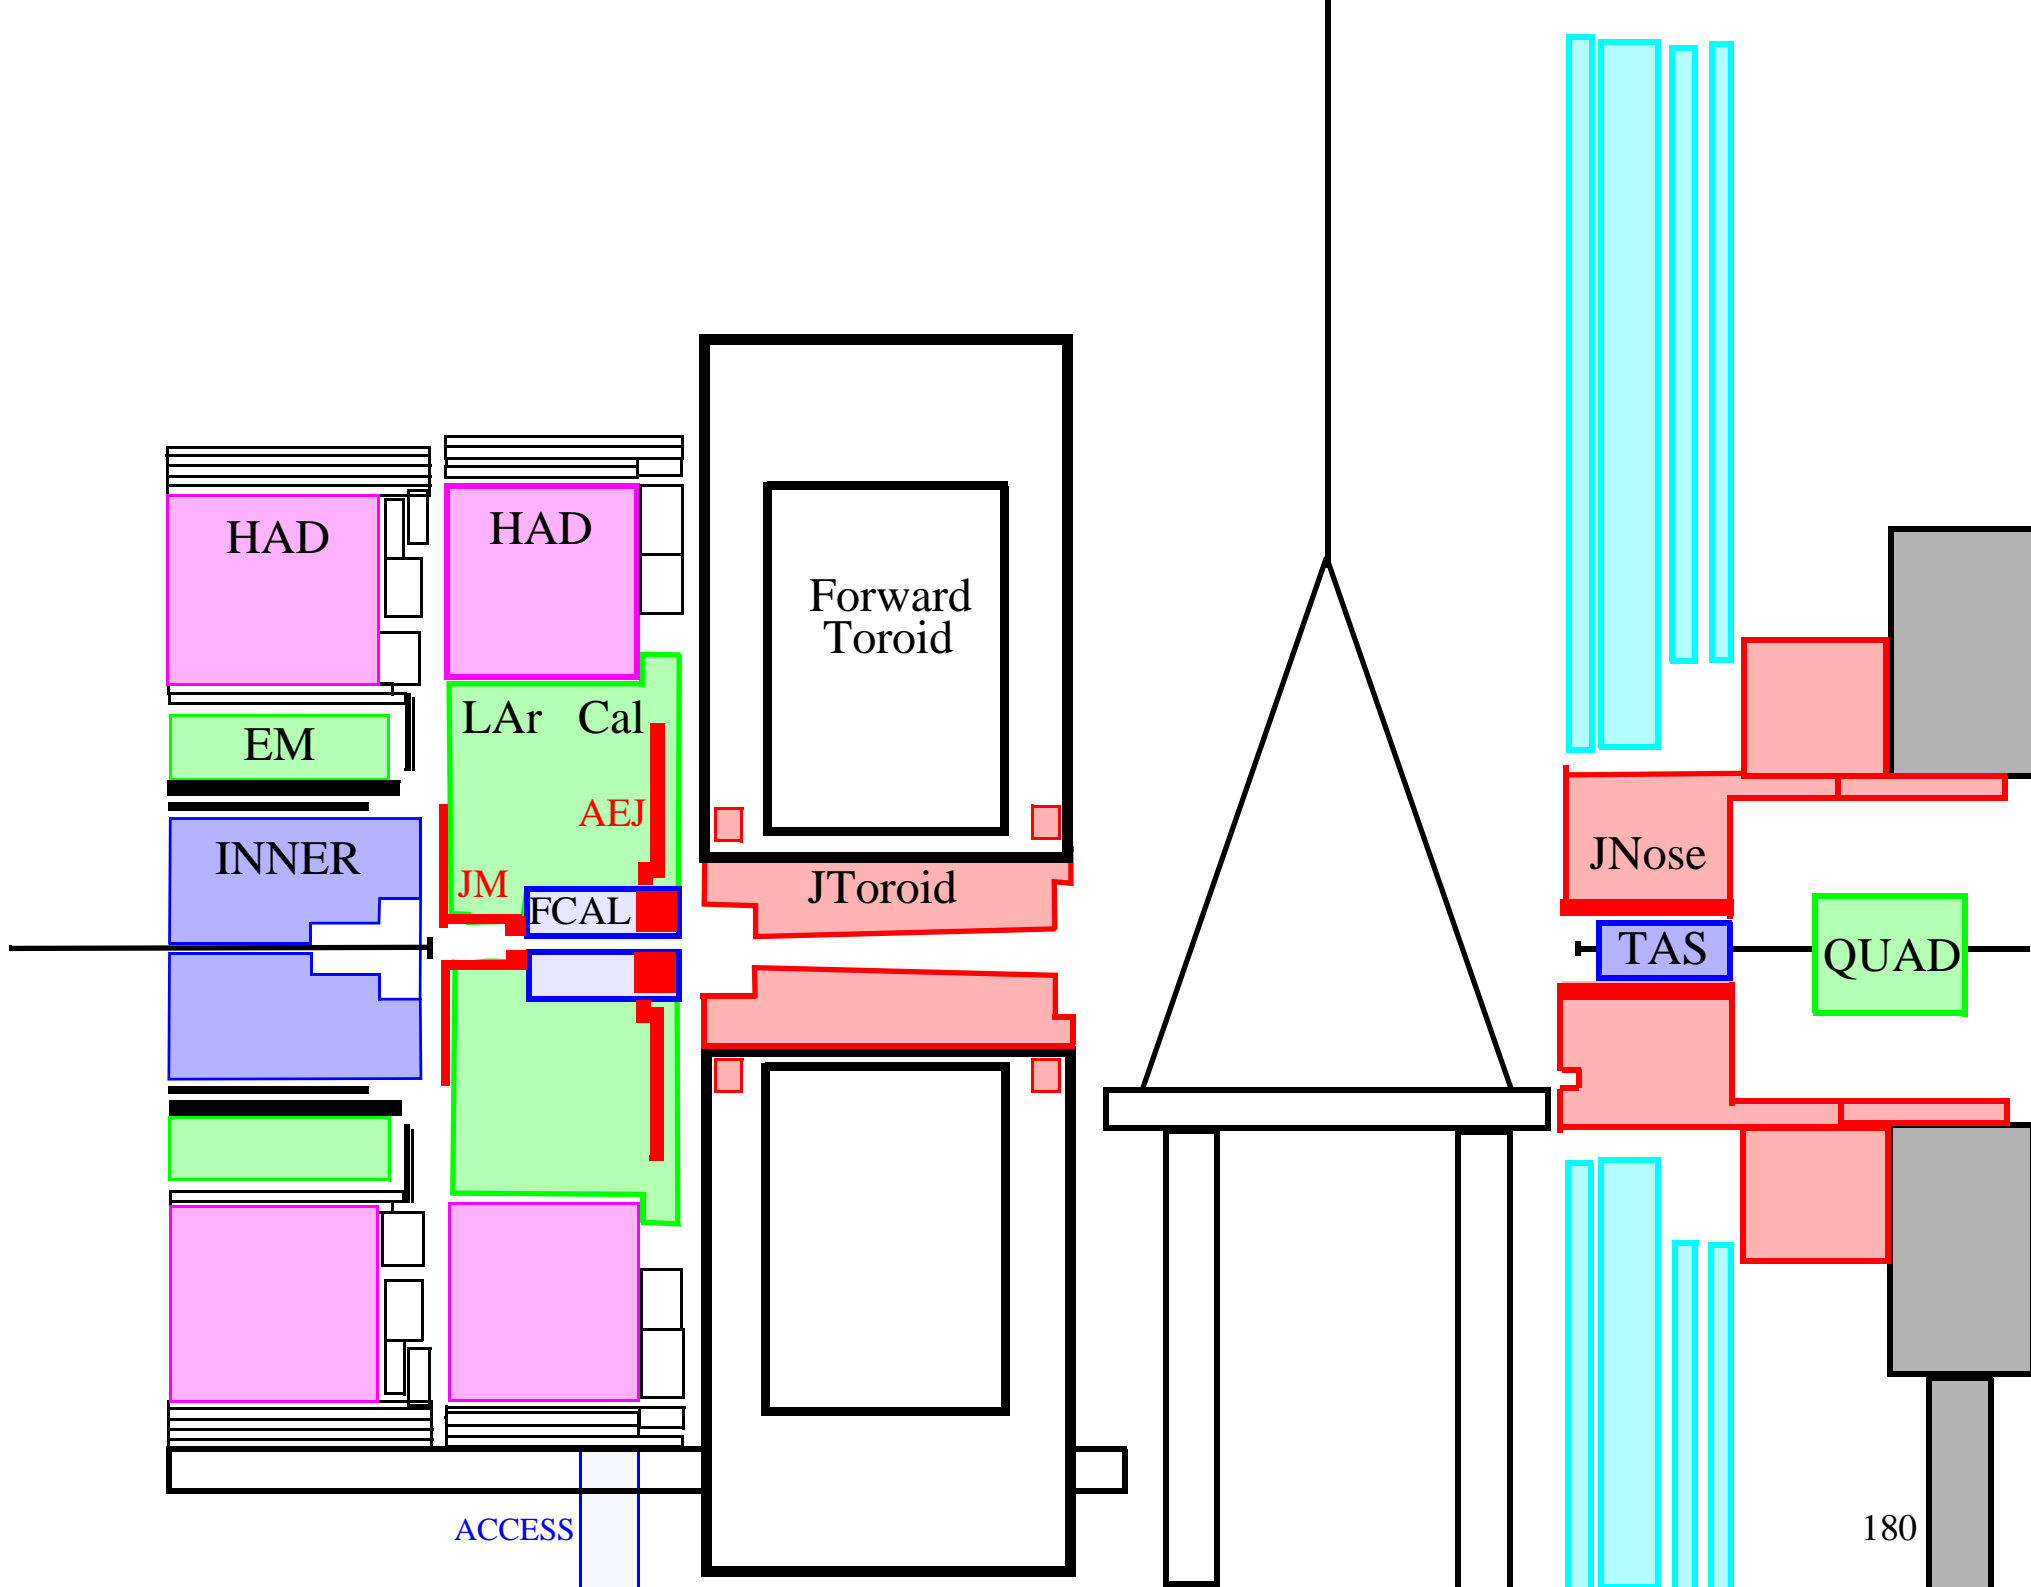 HAD
HAD
Forward
Toroid
LAr Cal
EM
AEJ
INNER
JM
FCAL
JToroid
JNose
TAS
QUAD
ACCESS
180